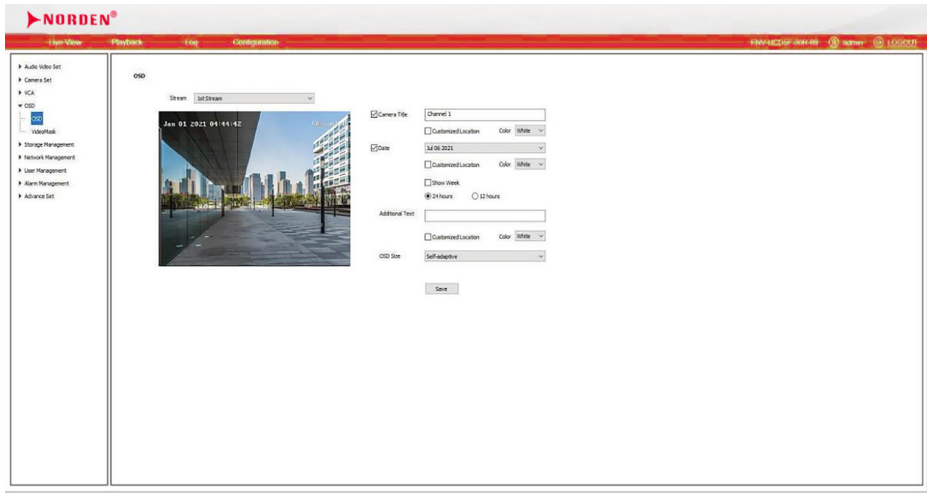 NORDEN®
Live View Playback Log Configuration admin LOGOUT
Audio Video Set
Camera Set
VCA
OSD
OSD
VideoMask
Storage Management
Network Management
User Management
Alarm Management
Advance Set
OSD
Stream 1st Stream
Jan 01 2021 04:44:42
Camera Title Channel 1
Customized Location Color White
Date Jul 06 2021
Customized Location Color White
Show Week
24 hours 12 hours
Additional Text
Customized Location Color White
OSD Size Self-adaptive
Save